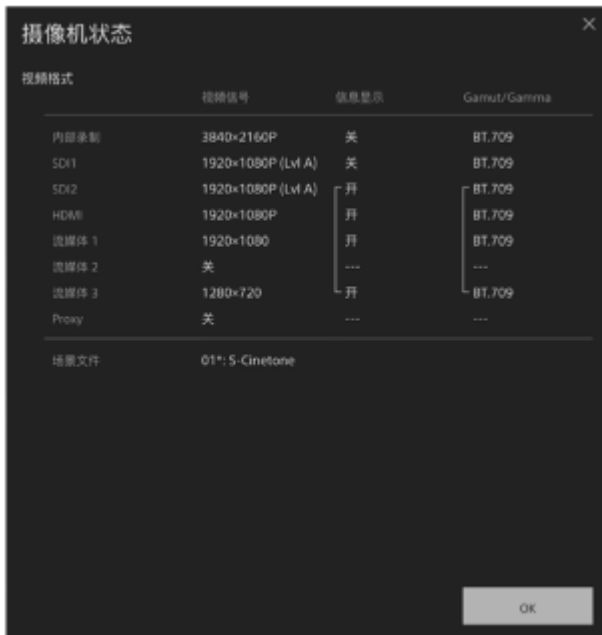 摄像机状态
视频格式
视频信号 信息显示 Gamut/Gamma
内部录制 3840×2160P 关 BT.709
SDI1 1920×1080P (Lvl A) 关 BT.709
SDI2 1920×1080P (Lvl A) 开 BT.709
HDMI 1920×1080P 开 BT.709
流媒体 1 1920×1080 开 BT.709
流媒体 2 关 --- ---
流媒体 3 1280×720 开 BT.709
Proxy 关 --- ---
场景文件 01*: S-Cinetone
OK